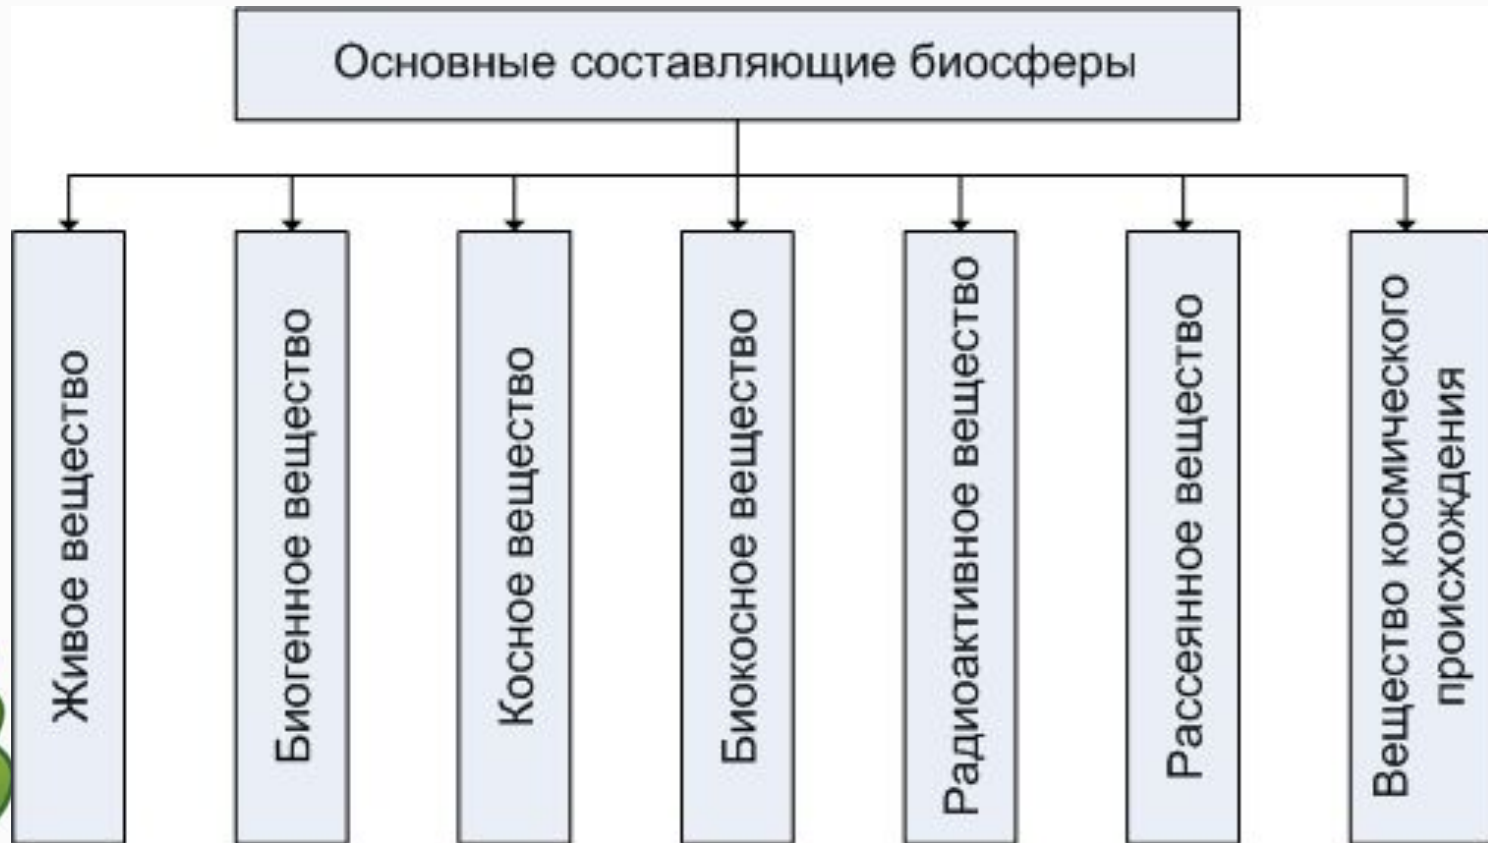 Основные составляющие биосферы
Живое вещество
Биогенное вещество
Косное вещество
Биокосное вещество
Радиоактивное вещество
Рассеянное вещество
Вещество космического
происхождения